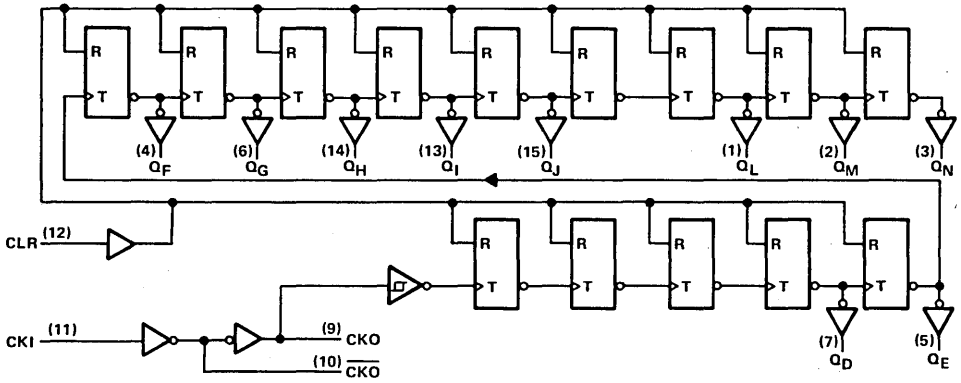 R R R R R R R R R
T T T T T T T T T
(4) (6) (14) (13) (15) (1) (2) (3)
QF QG QH QI QJ QL QM QN
CLR (12)
R R R R R
T T T T T
CKI (11)
(9) CKO
(7) (5)
(10) CKO
QD QE